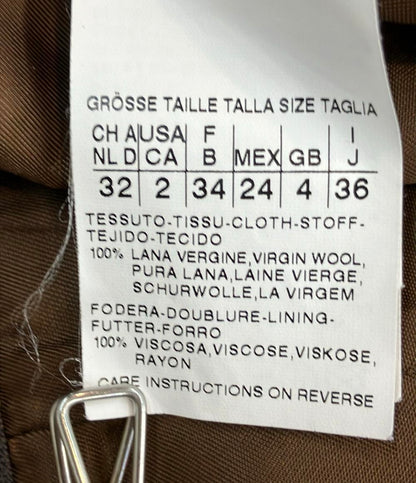 GRÖSSE TAILLE TALLA SIZE TAGLIA
CH A USA F I
NL D CA B MEX GB J
32 2 34 24 4 36
TESSUTO-TISSU-CLOTH-STOFF-
TEJIDO-TECIDO
100% LANA VERGINE,VIRGIN WOOL,
PURA LANA,LAINE VIERGE,
SCHURWOLLE,LA VIRGEM
FODERA-DOUBLURE-LINING-
FUTTER-FORRO
100% VISCOSA,VISCOSE,VISKOSE,
RAYON
CARE INSTRUCTIONS ON REVERSE